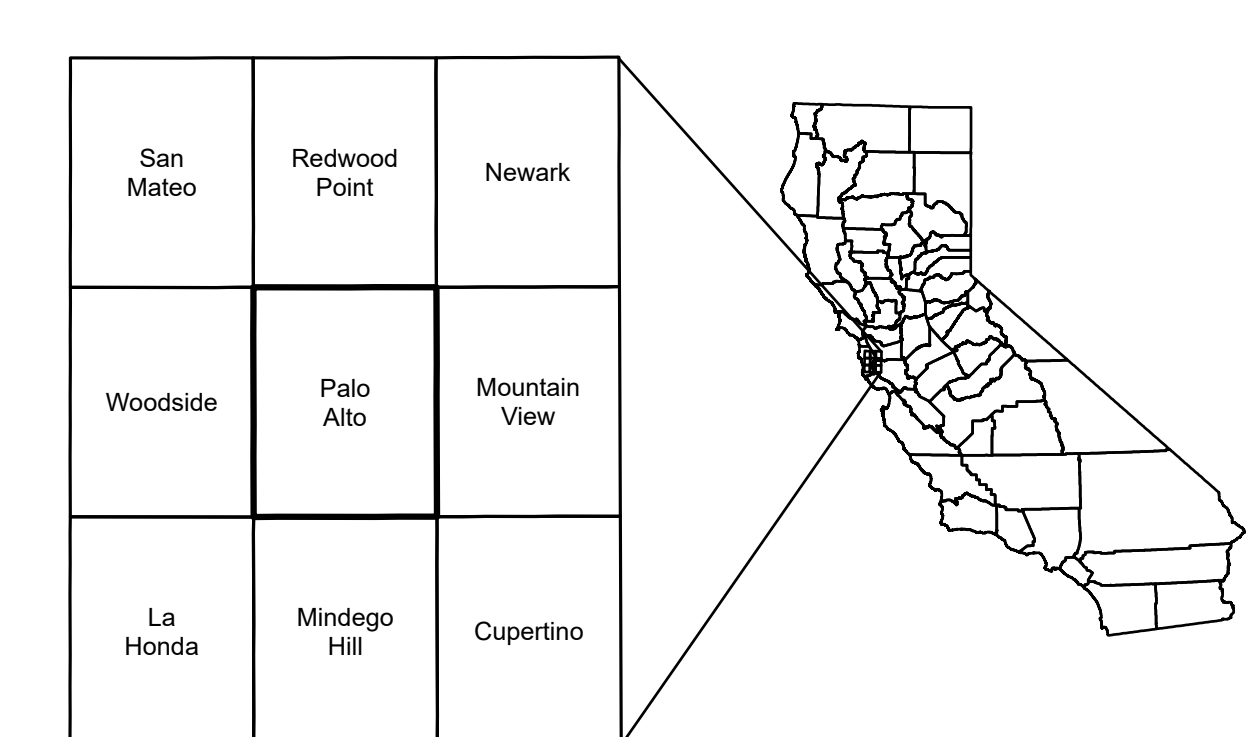 San
Mateo
Redwood
Point
Newark
Woodside
Palo
Alto
Mountain
View
La
Honda
Mindego
Hill
Cupertino